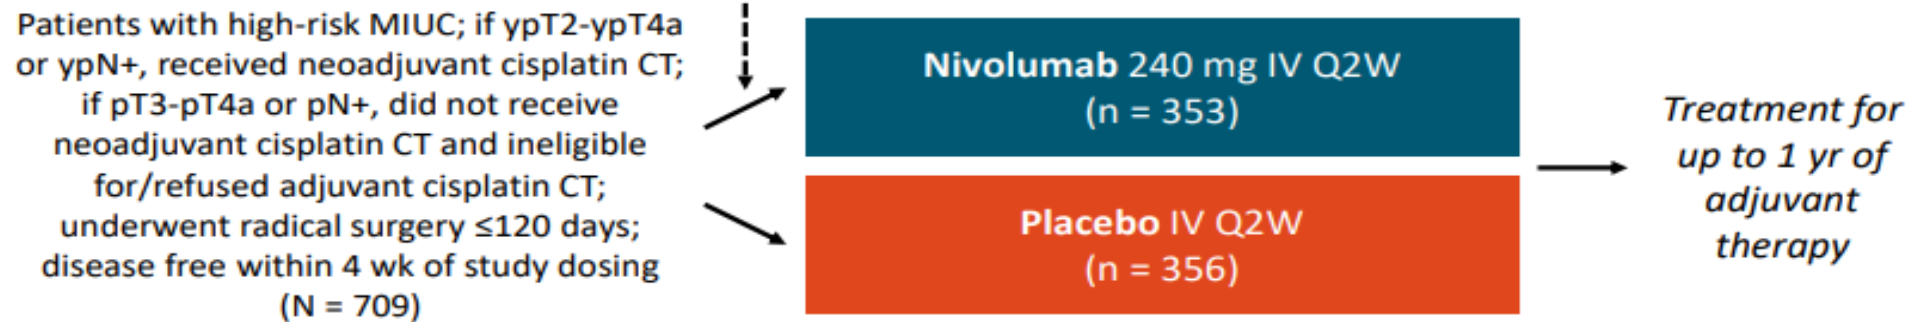 Patients with high-risk MIUC; if ypT2-ypT4a
or ypN+, received neoadjuvant cisplatin CT;
if pT3-pT4a or pN+, did not receive
neoadjuvant cisplatin CT and ineligible
for/refused adjuvant cisplatin CT;
underwent radical surgery ≤120 days;
disease free within 4 wk of study dosing
(N = 709)
Nivolumab 240 mg IV Q2W
(n = 353)
Placebo IV Q2W
(n = 356)
Treatment for
up to 1 yr of
adjuvant
therapy